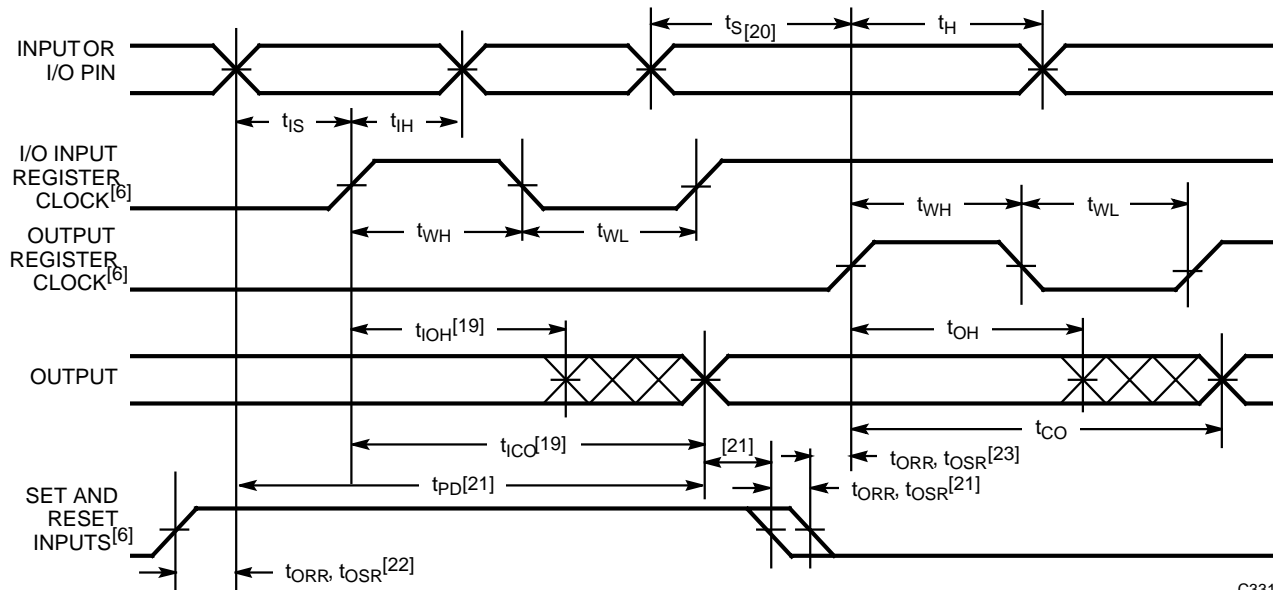 tS[20]
tH
INPUT OR
I/O PIN
tIS
tIH
I/O INPUT
REGISTER
CLOCK[6]
tWH
tWL
tWH
tWL
OUTPUT
REGISTER
CLOCK[6]
tIOH[19]
tOH
OUTPUT
tICO[19]
[21]
tCO
tORR, tOSR[23]
tPD[21]
tORR, tOSR[21]
SET AND
RESET
INPUTS[6]
tORR, tOSR[22]
C331